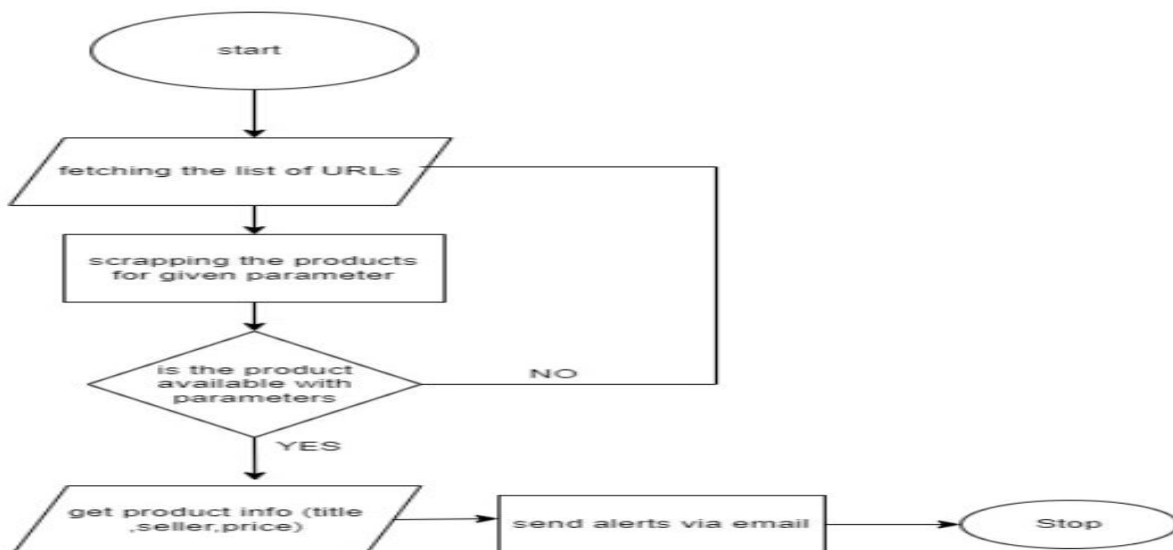 start
fetching the list of URLs
scrapping the products
for given parameter
is the product
available with
parameters
NO
YES
get product info (title
,seller,price)
send alerts via email
Stop